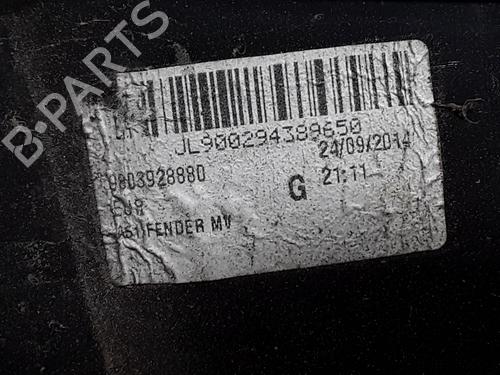 B-PARTS
JL900294389650
24/09/2014
9803928880
G 21:11
FENDER MV